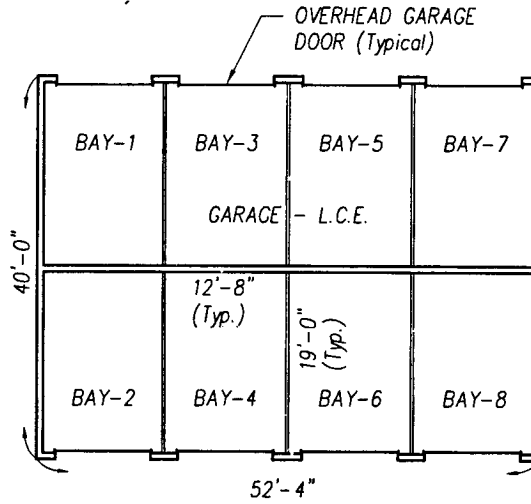 OVERHEAD GARAGE
DOOR (Typical)
BAY-1
BAY-3
BAY-5
BAY-7
GARAGE - L.C.E.
40'-0"
12'-8"
(Typ.)
19'-0"
(Typ.)
BAY-2
BAY-4
BAY-6
BAY-8
52'-4"